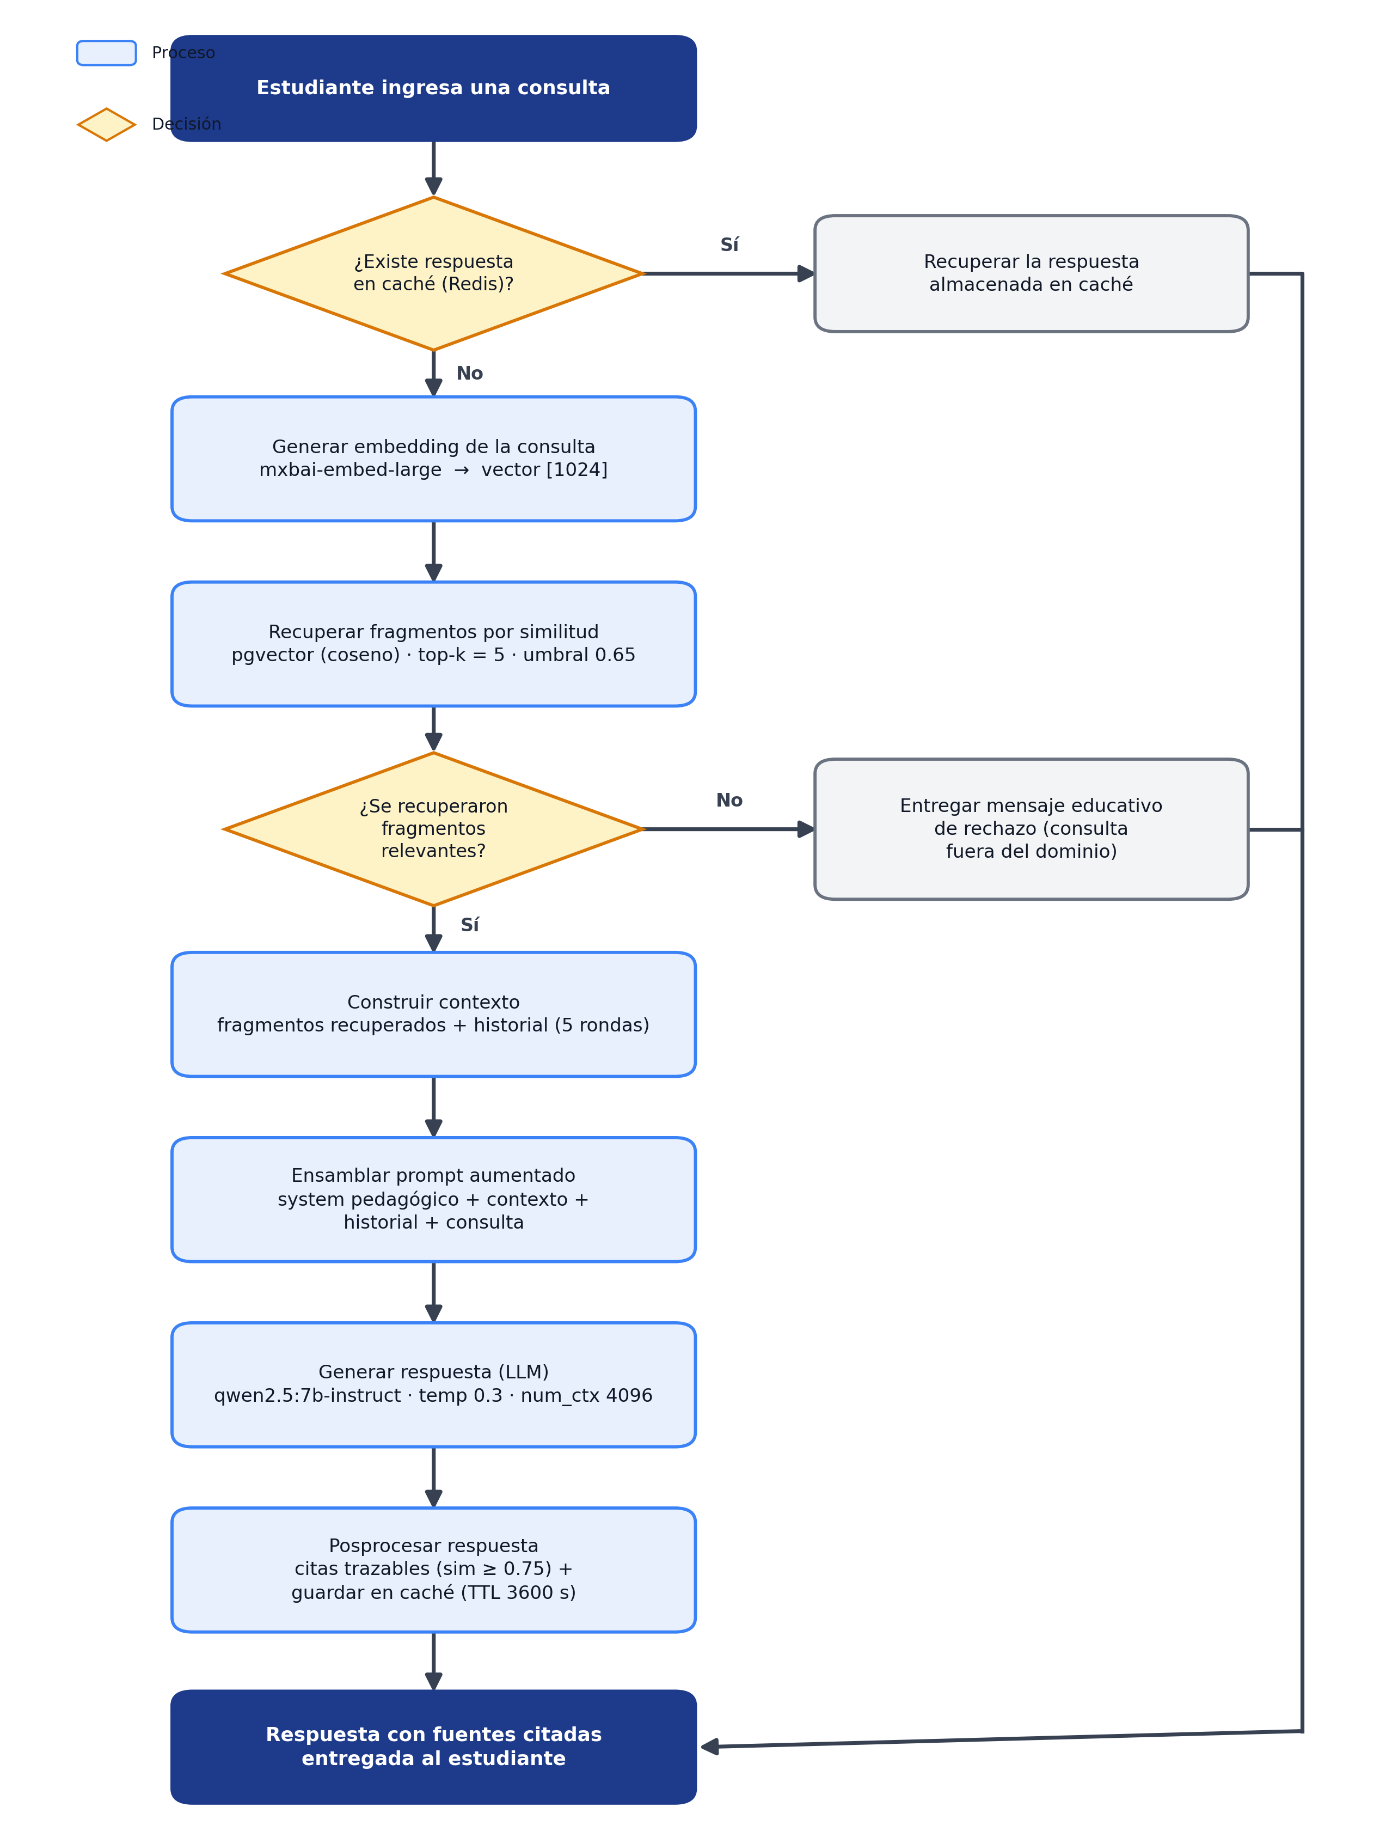 Proceso
Estudiante ingresa una consulta
Decisión
¿Existe respuesta
en caché (Redis)?
Sí
Recuperar la respuesta
almacenada en caché
No
Generar embedding de la consulta
mxbai-embed-large → vector [1024]
Recuperar fragmentos por similitud
pgvector (coseno) · top-k = 5 · umbral 0.65
¿Se recuperaron
fragmentos
relevantes?
No
Entregar mensaje educativo
de rechazo (consulta
fuera del dominio)
Sí
Construir contexto
fragmentos recuperados + historial (5 rondas)
Ensamblar prompt aumentado
system pedagógico + contexto +
historial + consulta
Generar respuesta (LLM)
qwen2.5:7b-instruct · temp 0.3 · num_ctx 4096
Posprocesar respuesta
citas trazables (sim ≥ 0.75) +
guardar en caché (TTL 3600 s)
Respuesta con fuentes citadas
entregada al estudiante